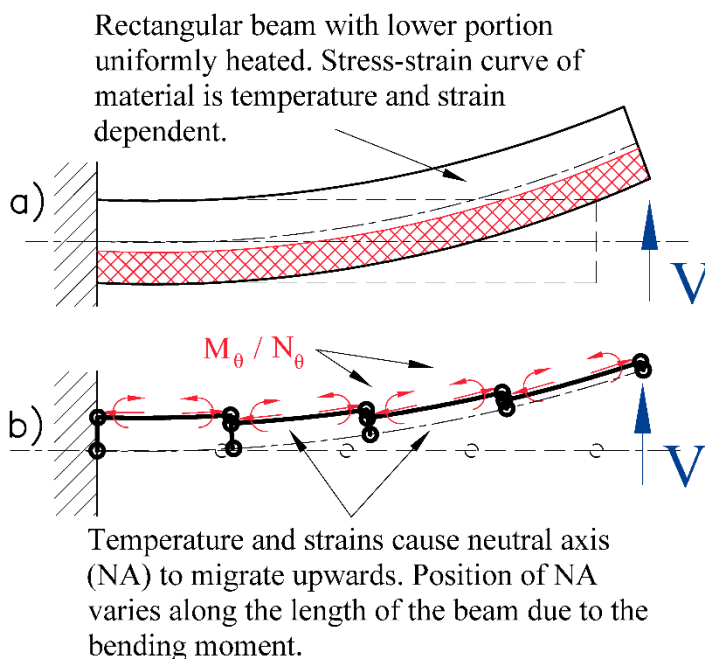 Rectangular beam with lower portion
uniformly heated. Stress-strain curve of
material is temperature and strain
dependent.
a)
V
M_θ / N_θ
b)
V
Temperature and strains cause neutral axis
(NA) to migrate upwards. Position of NA
varies along the length of the beam due to the
bending moment.